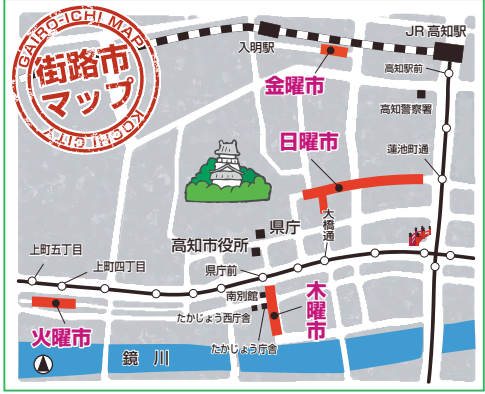 GAIRO-ICHI MAP
街路市
マップ
KOCHI CITY
入明駅
JR 高知駅
金曜市
高知駅前
高知警察署
日曜市
蓮池町通
大橋通
県庁
高知市役所
上町五丁目
上町四丁目
県庁前
南別館
木曜市
たかじょう西庁舎
火曜市
たかじょう庁舎
鏡 川